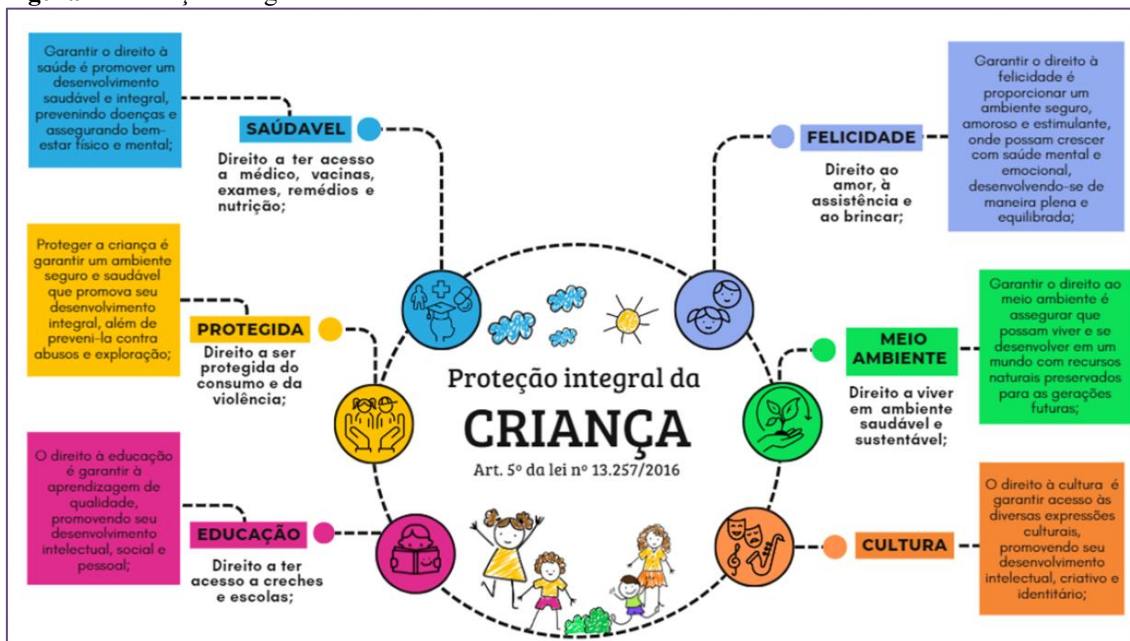 Garantir o direito à
saúde é promover um
desenvolvimento
saudável e integral,
prevenindo doenças e
assegurando bem-
estar físico e mental;
SAÚDAVEL
Direito a ter acesso
a médico, vacinas,
exames, remédios e
nutrição;
Proteger a criança é
garantir um ambiente
seguro e saudável
que promova seu
desenvolvimento
integral, além de
preveni-la contra
abusos e exploração;
PROTEGIDA
Direito a ser
protegida do
consumo e da
violência;
O direito à educação
é garantir à
aprendizagem de
qualidade,
promovendo seu
desenvolvimento
intelectual, social e
pessoal;
EDUCAÇÃO
Direito a ter
acesso a creches
e escolas;
Proteção integral da
CRIANÇA
Art. 5º da lei nº 13.257/2016
FELICIDADE
Direito ao
amor, à
assistência e
ao brincar;
Garantir o direito à
felicidade é
proporcionar um
ambiente seguro,
amoroso e estimulante,
onde possam crescer
com saúde mental e
emocional,
desenvolvendo-se de
maneira plena e
equilibrada;
MEIO
AMBIENTE
Direito a viver
em ambiente
saudável e
sustentável;
Garantir o direito ao
meio ambiente é
assegurar que
possam viver e se
desenvolver em um
mundo com recursos
naturais preservados
para as gerações
futuras;
CULTURA
O direito à cultura é
garantir acesso às
diversas expressões
culturais,
promovendo seu
desenvolvimento
intelectual, criativo e
identitário;